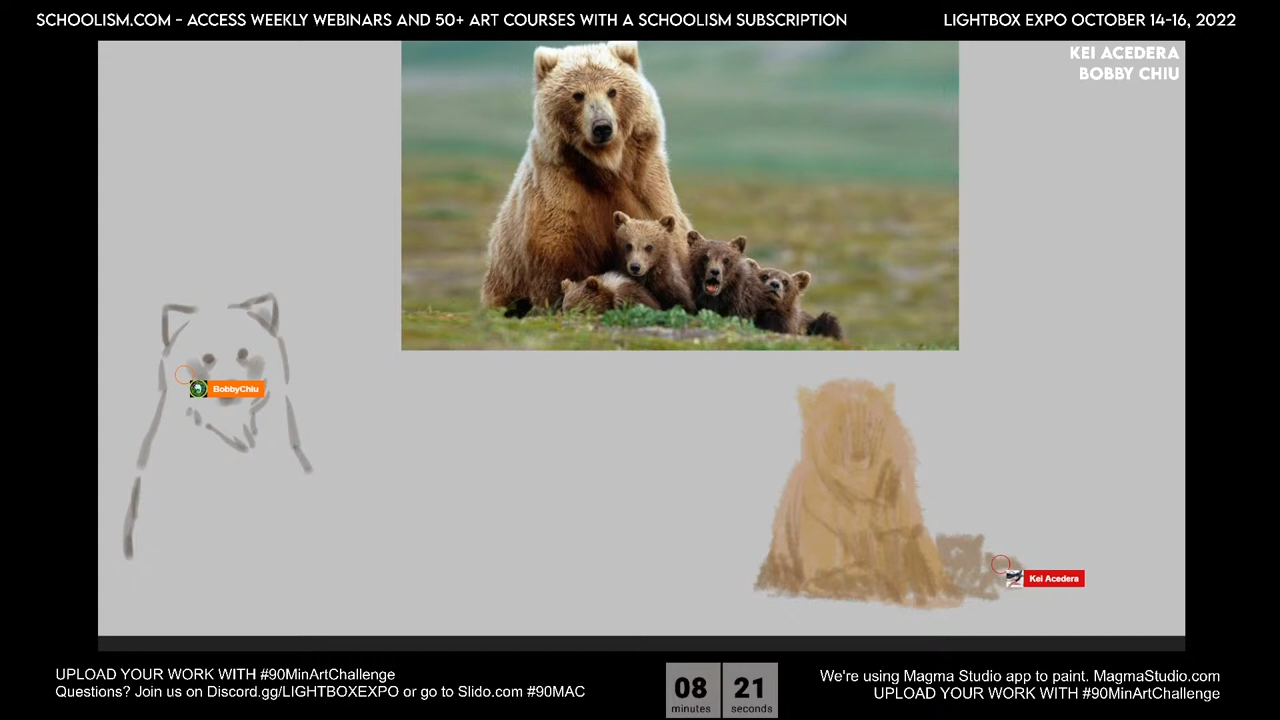 SCHOOLISM.COM - ACCESS WEEKLY WEBINARS AND 50+ ART COURSES WITH A SCHOOLISM SUBSCRIPTION
LIGHTBOX EXPO OCTOBER 14-16, 2022
KEI ACEDERA
BOBBY CHIU
BobbyChiu
Kei Acedera
UPLOAD YOUR WORK WITH #90MinArtChallenge
Questions? Join us on Discord.gg/LIGHTBOXEXPO or go to Slido.com #90MAC
08
minutes
21
seconds
We're using Magma Studio app to paint. MagmaStudio.com
UPLOAD YOUR WORK WITH #90MinArtChallenge